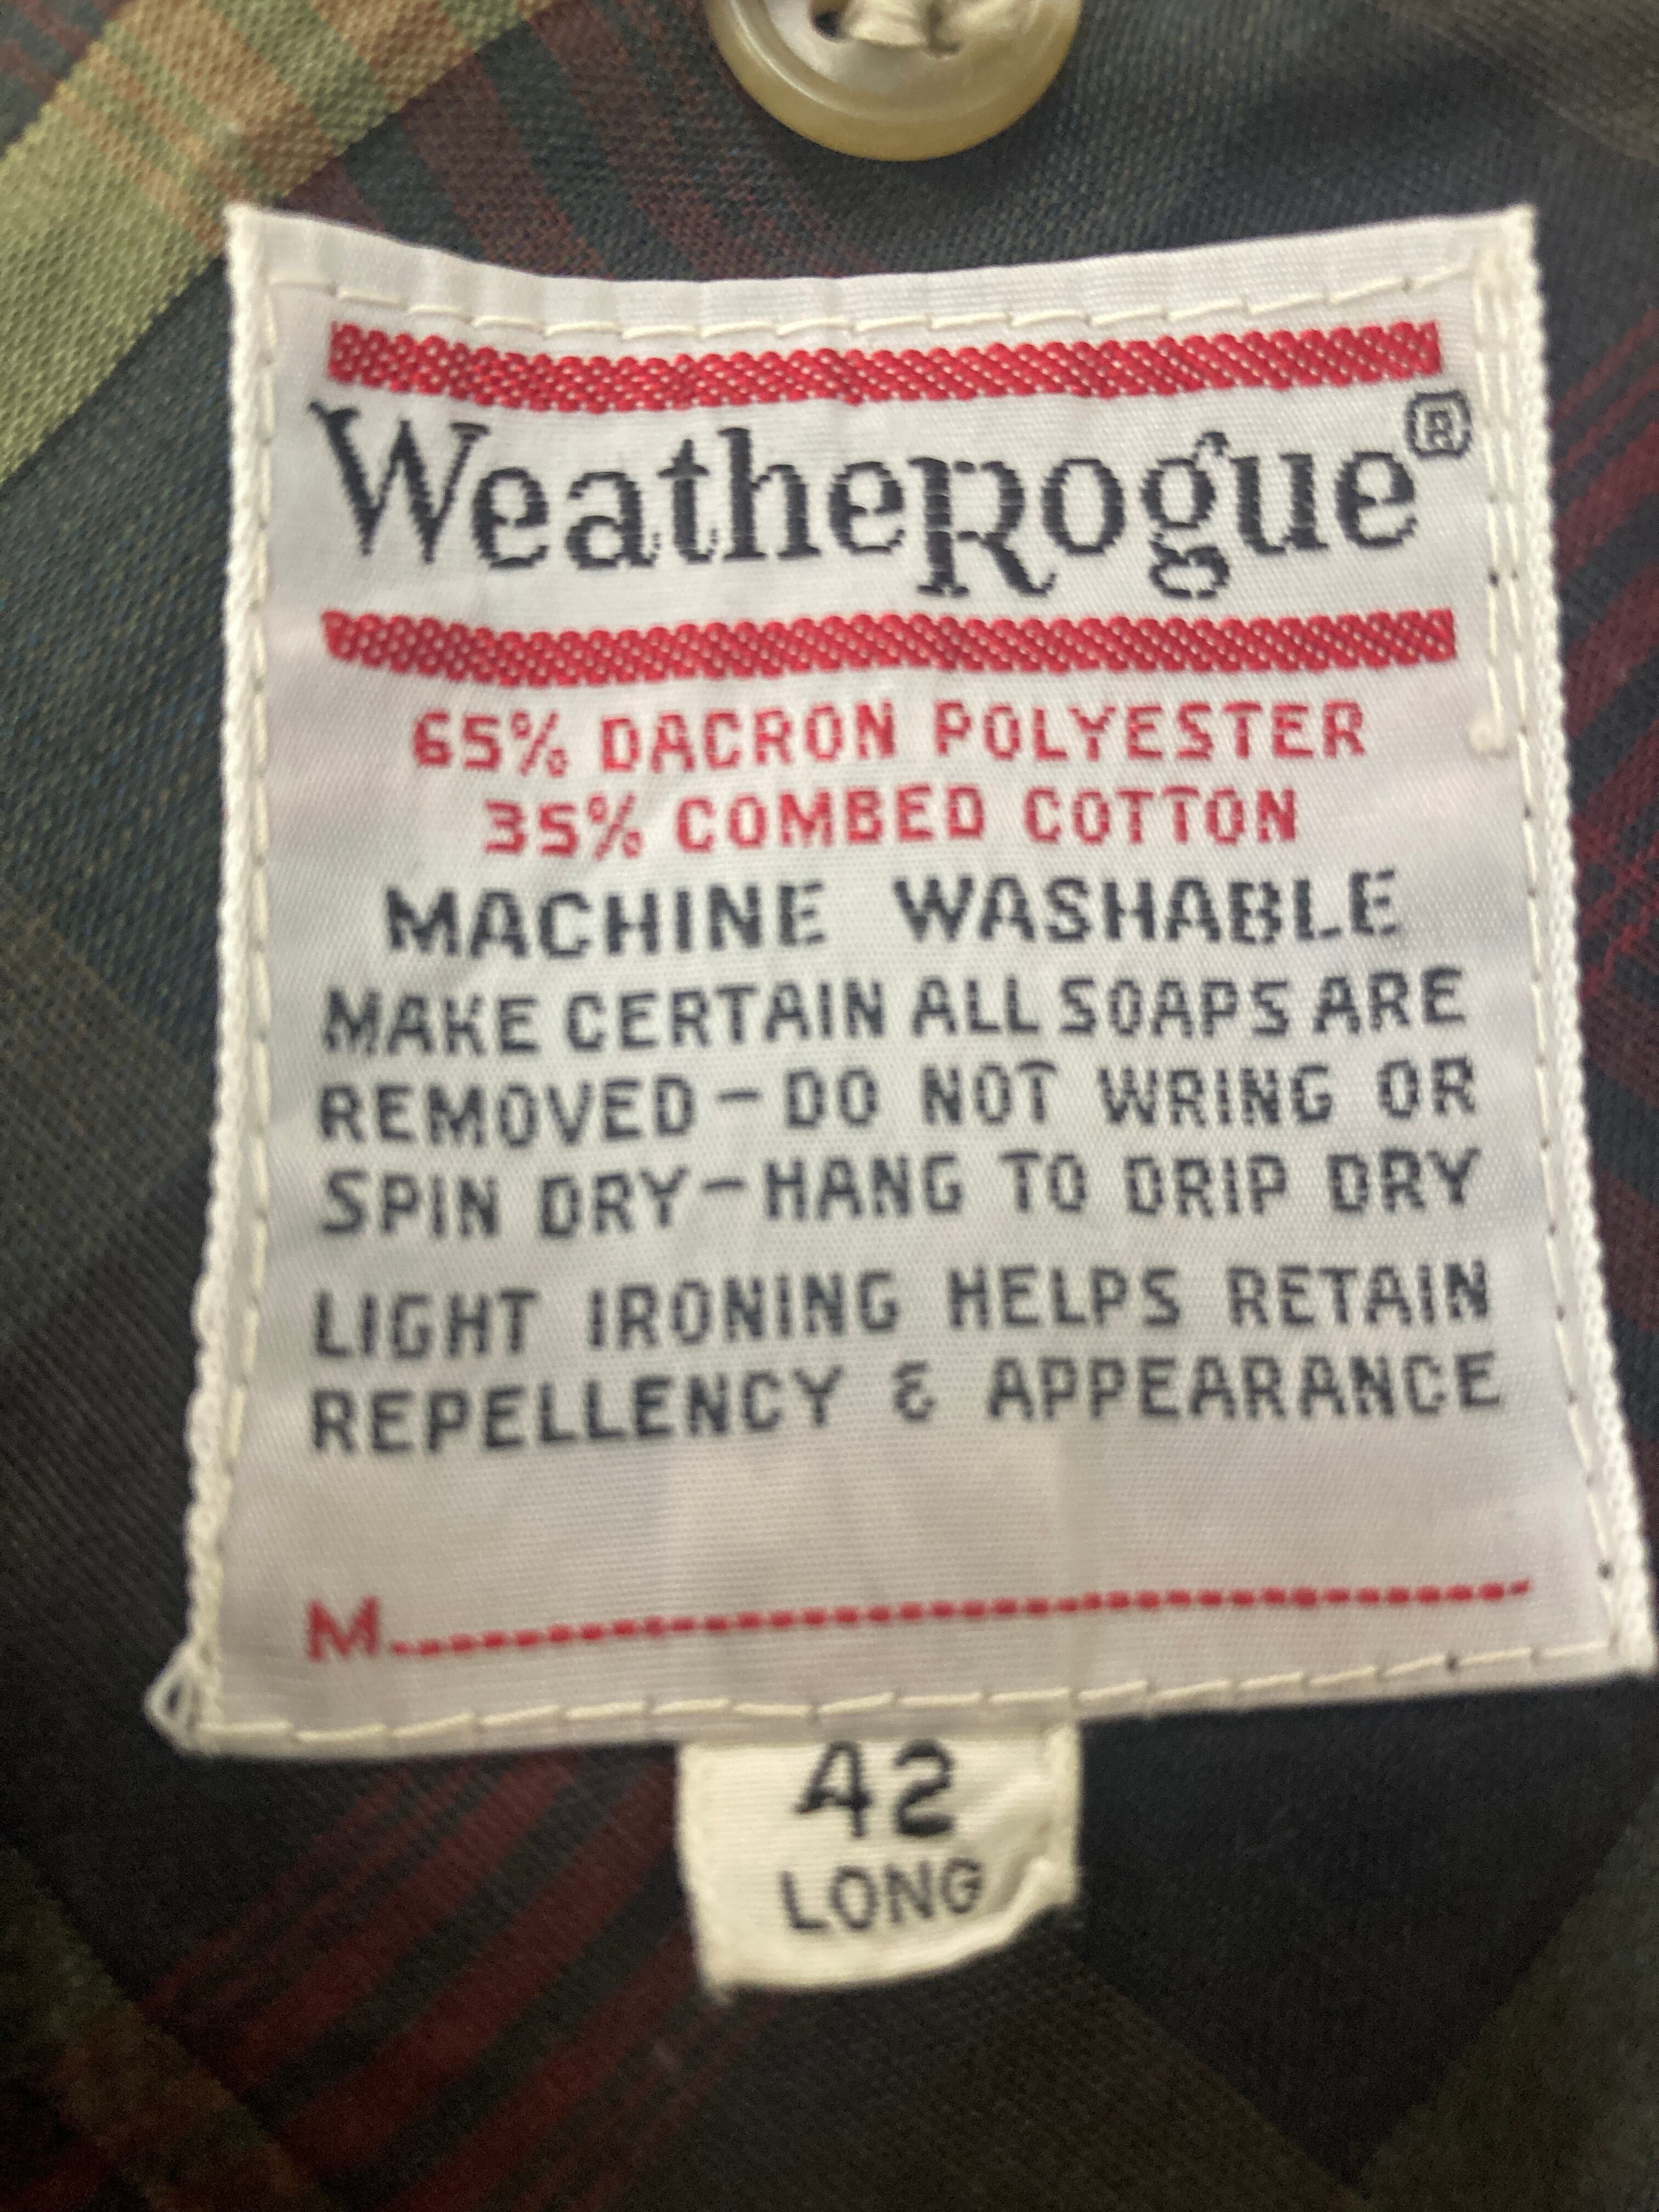 WeatheRogue®
65% DACRON POLYESTER
35% COMBED COTTON
MACHINE WASHABLE
MAKE CERTAIN ALL SOAPS ARE
REMOVED—DO NOT WRING OR
SPIN DRY—HANG TO DRIP DRY
LIGHT IRONING HELPS RETAIN
REPELLENCY & APPEARANCE
M
42
LONG